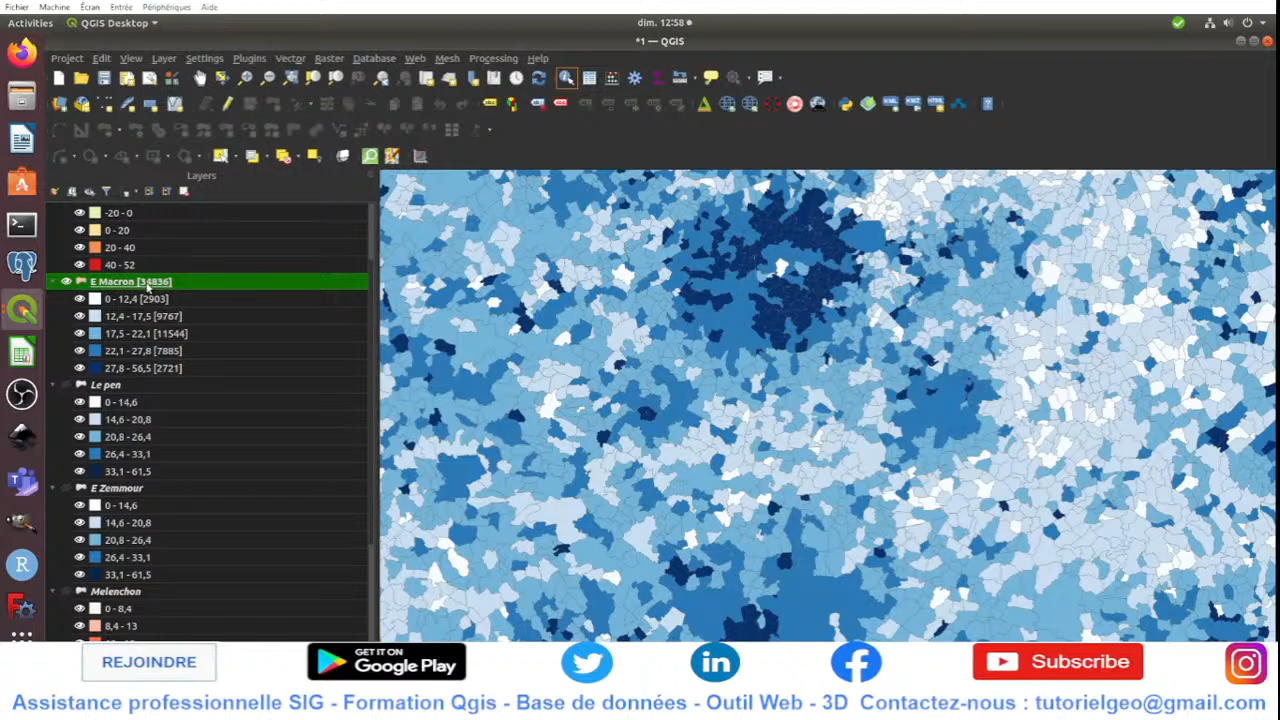 Fichier Machine Écran Entrée Périphériques Aide
Activities QGIS Desktop dim. 12:58
*1 — QGIS
Project Edit View Layer Settings Plugins Vector Raster Database Web Mesh Processing Help
Layers
-20 - 0
0 - 20
20 - 40
40 - 52
E Macron [34836]
0 - 12,4 [2903]
12,4 - 17,5 [9767]
17,5 - 22,1 [11544]
22,1 - 27,8 [7885]
27,8 - 56,5 [2721]
Le pen
0 - 14,6
14,6 - 20,8
20,8 - 26,4
26,4 - 33,1
33,1 - 61,5
E Zemmour
0 - 14,6
14,6 - 20,8
20,8 - 26,4
26,4 - 33,1
33,1 - 61,5
Melenchon
0 - 8,4
8,4 - 13
REJOINDRE
GET IT ON
Google Play
Subscribe
Assistance professionnelle SIG - Formation Qgis - Base de données - Outil Web - 3D Contactez-nous : tutorielgeo@gmail.com